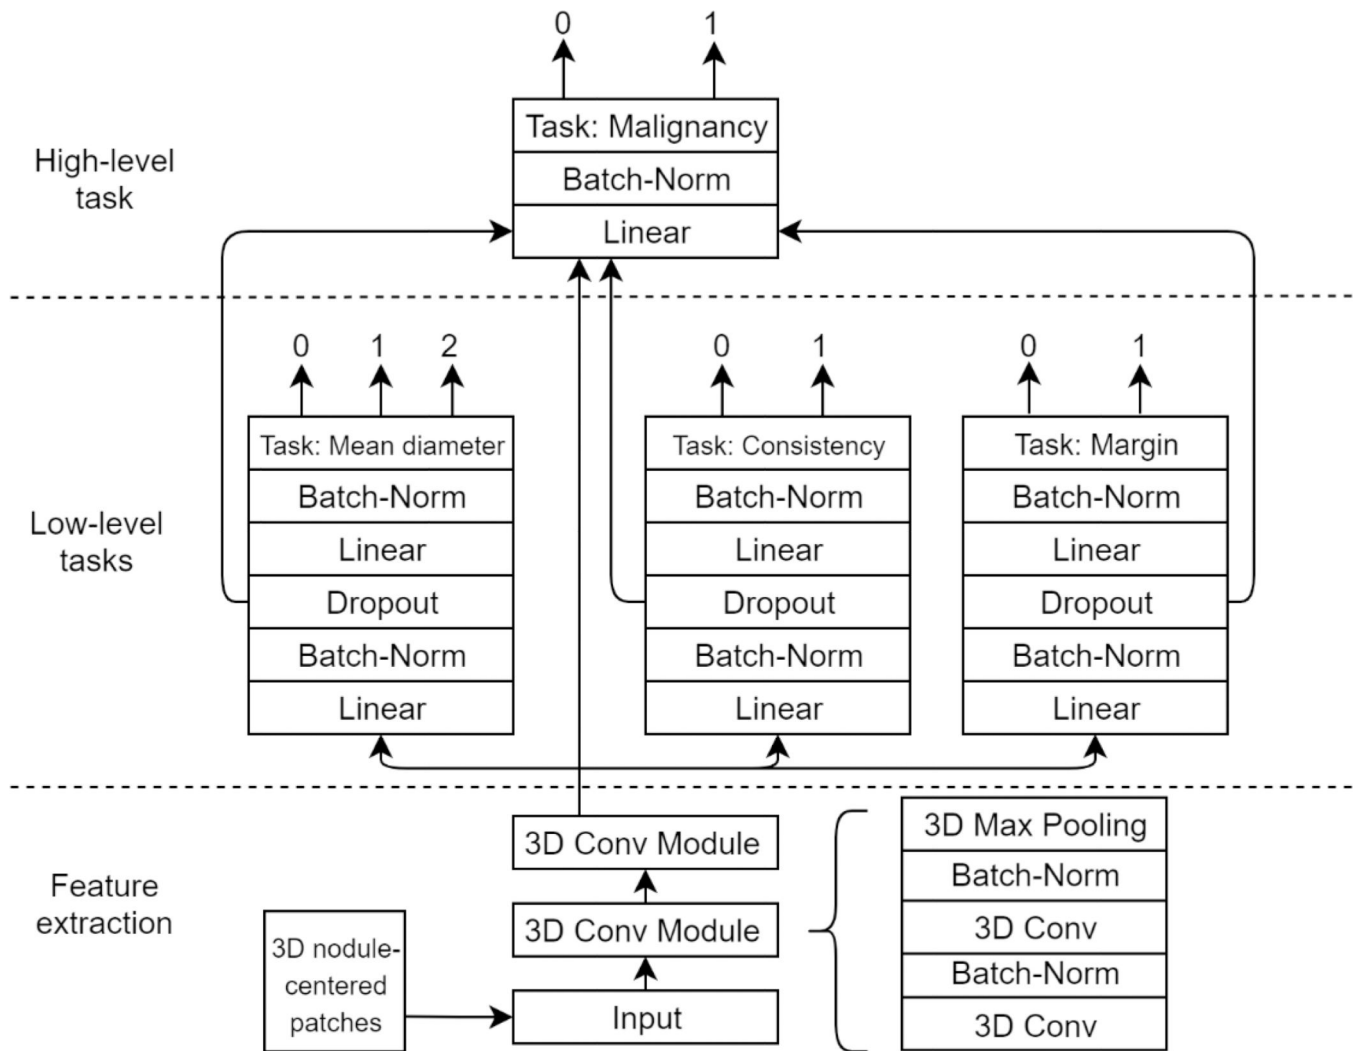 0 1
Task: Malignancy
Batch-Norm
Linear
High-level
task
0 1 2
Task: Mean diameter
Batch-Norm
Linear
Dropout
Batch-Norm
Linear
0 1
Task: Consistency
Batch-Norm
Linear
Dropout
Batch-Norm
Linear
0 1
Task: Margin
Batch-Norm
Linear
Dropout
Batch-Norm
Linear
Low-level
tasks
3D Conv Module
3D Conv Module
Input
Feature
extraction
3D nodule-
centered
patches
3D Max Pooling
Batch-Norm
3D Conv
Batch-Norm
3D Conv